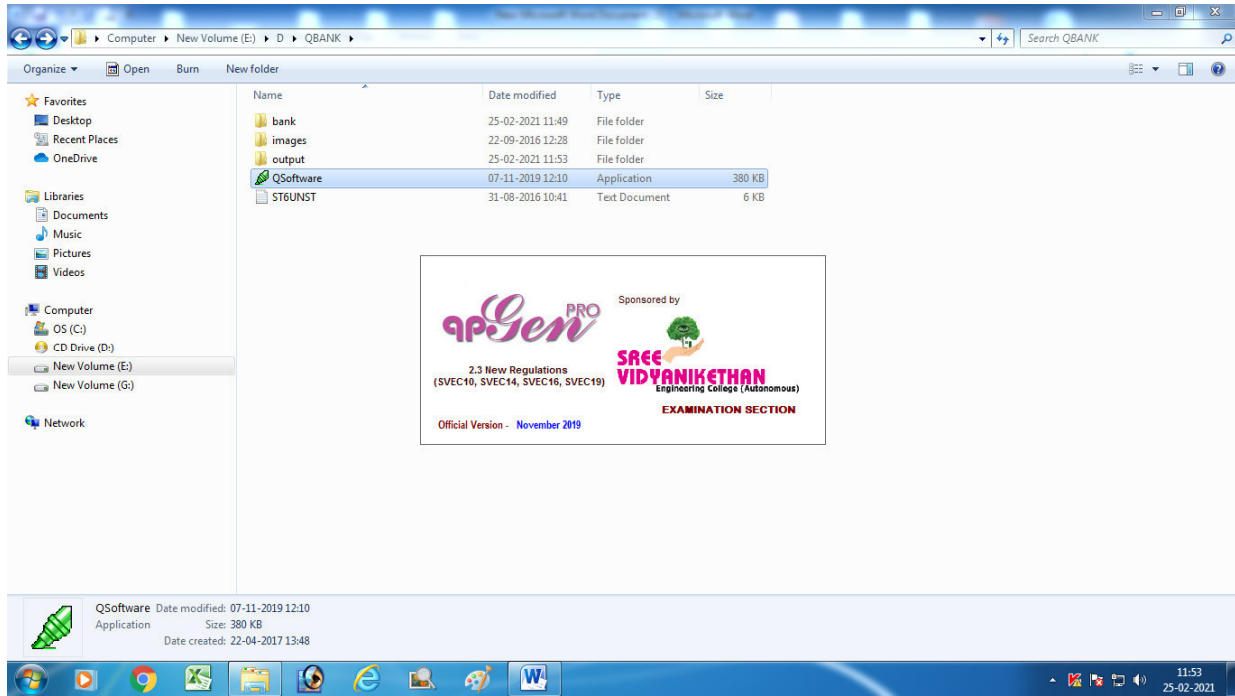 Computer ▸ New Volume (E:) ▸ D ▸ QBANK ▸
Search QBANK
Organize Open Burn New folder
Name Date modified Type Size
Favorites
Desktop
Recent Places
OneDrive
Libraries
Documents
Music
Pictures
Videos
Computer
OS (C:)
CD Drive (D:)
New Volume (E:)
New Volume (G:)
Network
bank 25-02-2021 11:49 File folder
images 22-09-2016 12:28 File folder
output 25-02-2021 11:53 File folder
QSoftware 07-11-2019 12:10 Application 380 KB
ST6UNST 31-08-2016 10:41 Text Document 6 KB
qpGen PRO
2.3 New Regulations
(SVEC10, SVEC14, SVEC16, SVEC19)
Official Version - November 2019
Sponsored by
SREE
VIDYANIKETHAN
Engineering College (Autonomous)
EXAMINATION SECTION
QSoftware Date modified: 07-11-2019 12:10
Application Size: 380 KB
Date created: 22-04-2017 13:48
11:53
25-02-2021